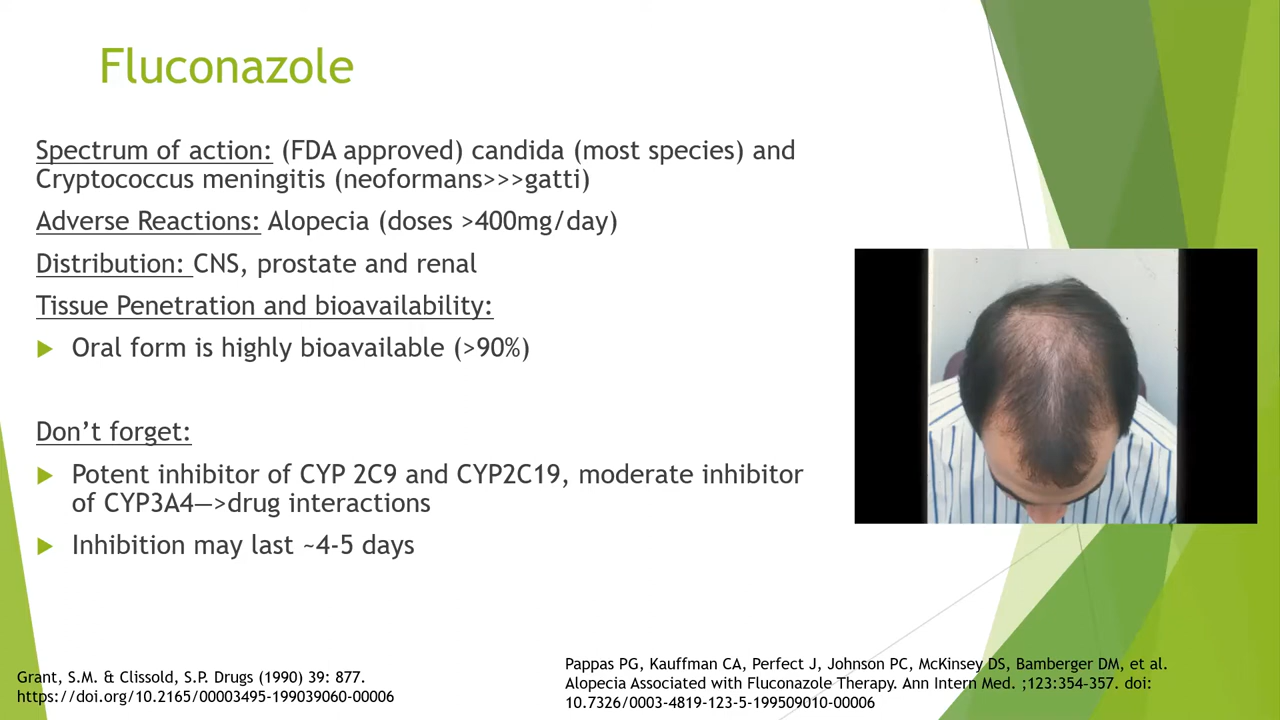 Fluconazole
Spectrum of action: (FDA approved) candida (most species) and
Cryptococcus meningitis (neoformans>>>gatti)
Adverse Reactions: Alopecia (doses >400mg/day)
Distribution: CNS, prostate and renal
Tissue Penetration and bioavailability:
Oral form is highly bioavailable (>90%)
Don’t forget:
Potent inhibitor of CYP 2C9 and CYP2C19, moderate inhibitor
of CYP3A4—>drug interactions
Inhibition may last ~4-5 days
Grant, S.M. & Clissold, S.P. Drugs (1990) 39: 877.
https://doi.org/10.2165/00003495-199039060-00006
Pappas PG, Kauffman CA, Perfect J, Johnson PC, McKinsey DS, Bamberger DM, et al.
Alopecia Associated with Fluconazole Therapy. Ann Intern Med. ;123:354-357. doi:
10.7326/0003-4819-123-5-199509010-00006